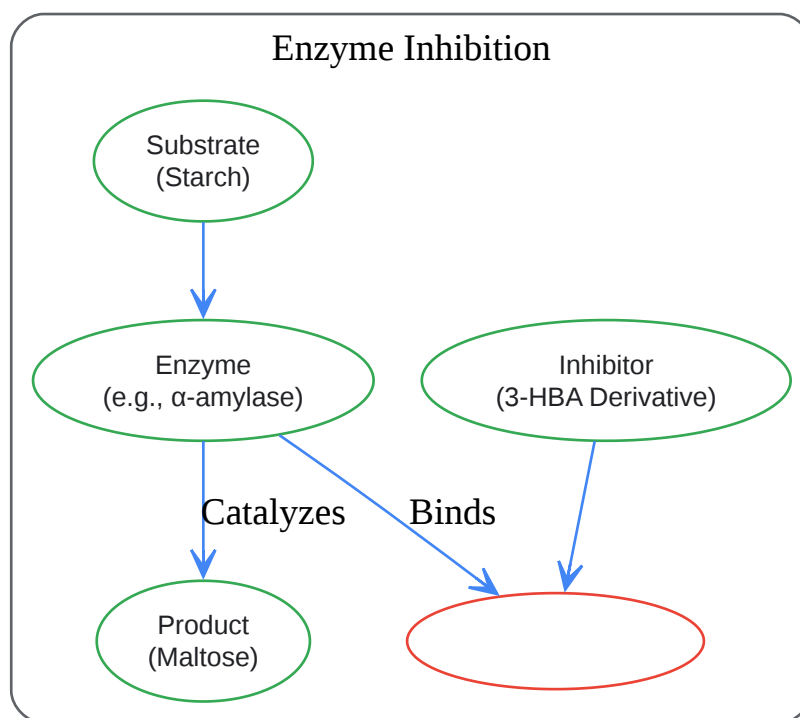 Enzyme Inhibition
Substrate
(Starch)
Enzyme
(e.g., α-amylase)
Inhibitor
(3-HBA Derivative)
Catalyzes
Binds
Product
(Maltose)